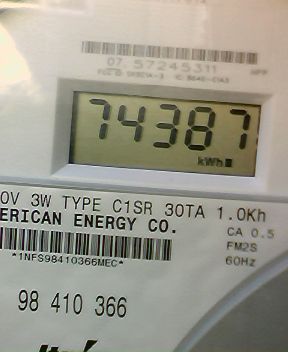 07. 57245311
74387
kWh
0V 3W TYPE C1SR 30TA 1.0Kh
ERICAN ENERGY CO. CA 0.5
FM2S
*1NFS98410366MEC* 60Hz
98 410 366